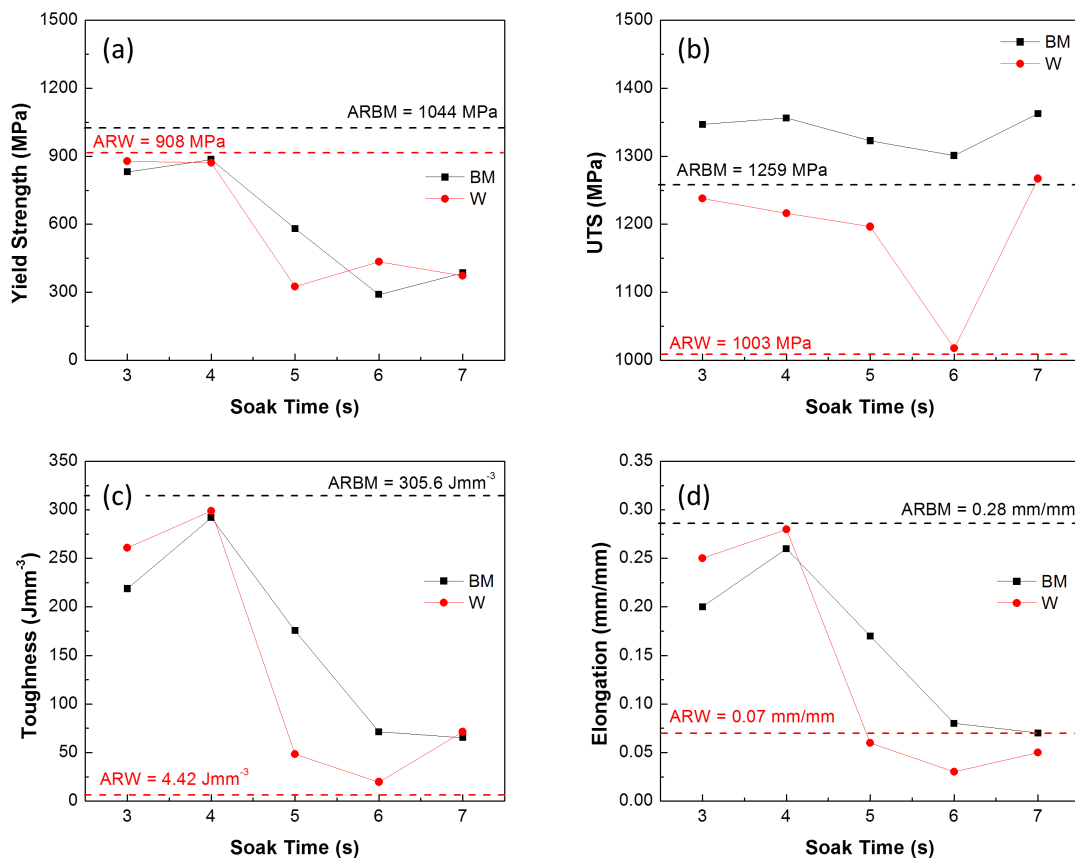 (a)
1500
1200
900
600
300
0
Yield Strength (MPa)
ARBM = 1044 MPa
ARW = 908 MPa
BM
W
3 4 5 6 7
Soak Time (s)
(b)
1500
1400
1300
1200
1100
1000
UTS (MPa)
BM
W
ARBM = 1259 MPa
ARW = 1003 MPa
3 4 5 6 7
Soak Time (s)
(c)
350
300
250
200
150
100
50
0
Toughness (Jmm⁻³)
ARBM = 305.6 Jmm⁻³
BM
W
ARW = 4.42 Jmm⁻³
3 4 5 6 7
Soak Time (s)
(d)
0.35
0.30
0.25
0.20
0.15
0.10
0.05
0.00
Elongation (mm/mm)
ARBM = 0.28 mm/mm
BM
W
ARW = 0.07 mm/mm
3 4 5 6 7
Soak Time (s)